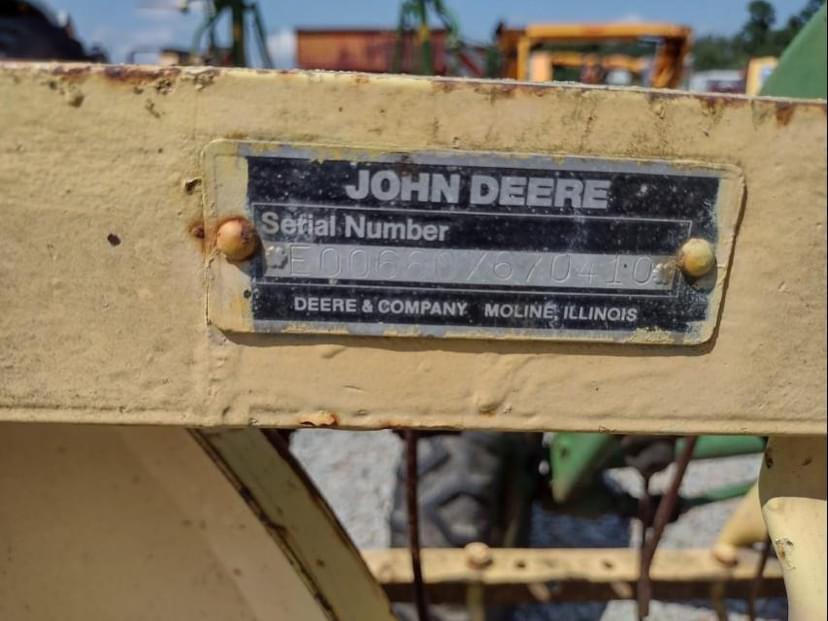 JOHN DEERE
Serial Number
DEERE & COMPANY MOLINE, ILLINOIS